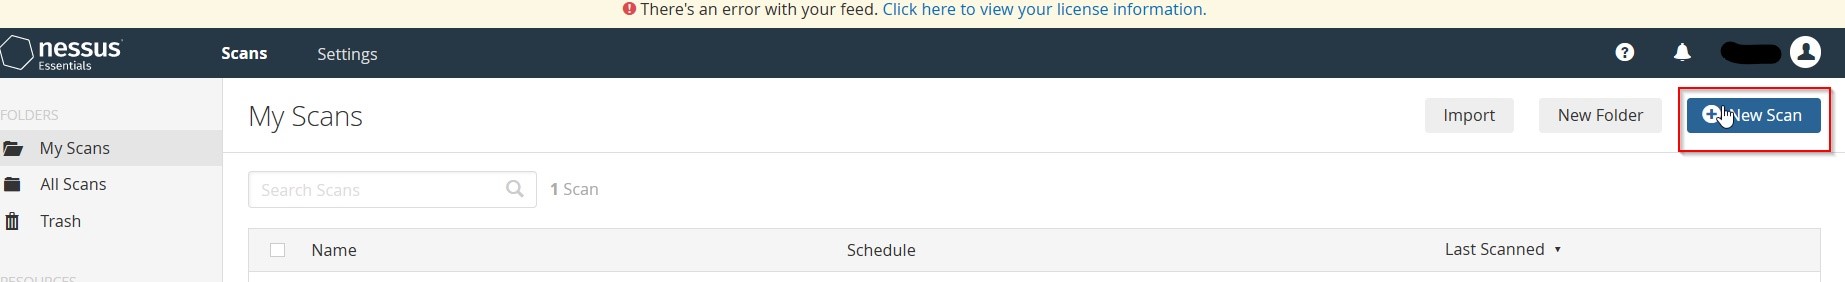 There's an error with your feed. Click here to view your license information.
nessus
Essentials
Scans
Settings
?
FOLDERS
My Scans
All Scans
Trash
RESOURCES
My Scans
Import
New Folder
New Scan
Search Scans
1 Scan
Name
Schedule
Last Scanned